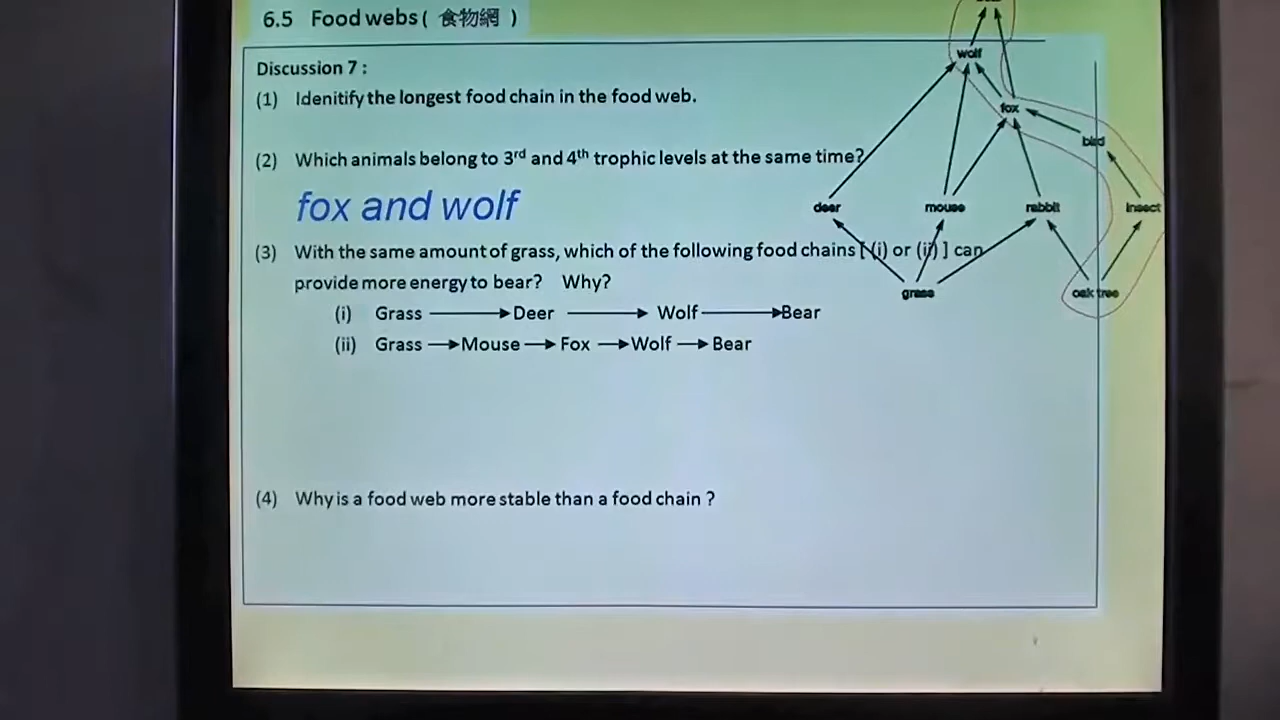 6.5 Food webs( 食物網 )
Discussion 7 :
(1) Idenitify the longest food chain in the food web.
(2) Which animals belong to 3rd and 4th trophic levels at the same time?
fox and wolf
(3) With the same amount of grass, which of the following food chains [ (i) or (ii) ] can
provide more energy to bear? Why?
(i) Grass → Deer → Wolf → Bear
(ii) Grass → Mouse → Fox → Wolf → Bear
(4) Why is a food web more stable than a food chain ?
wolf
fox
bird
deer mouse rabbit insect
grass oak tree